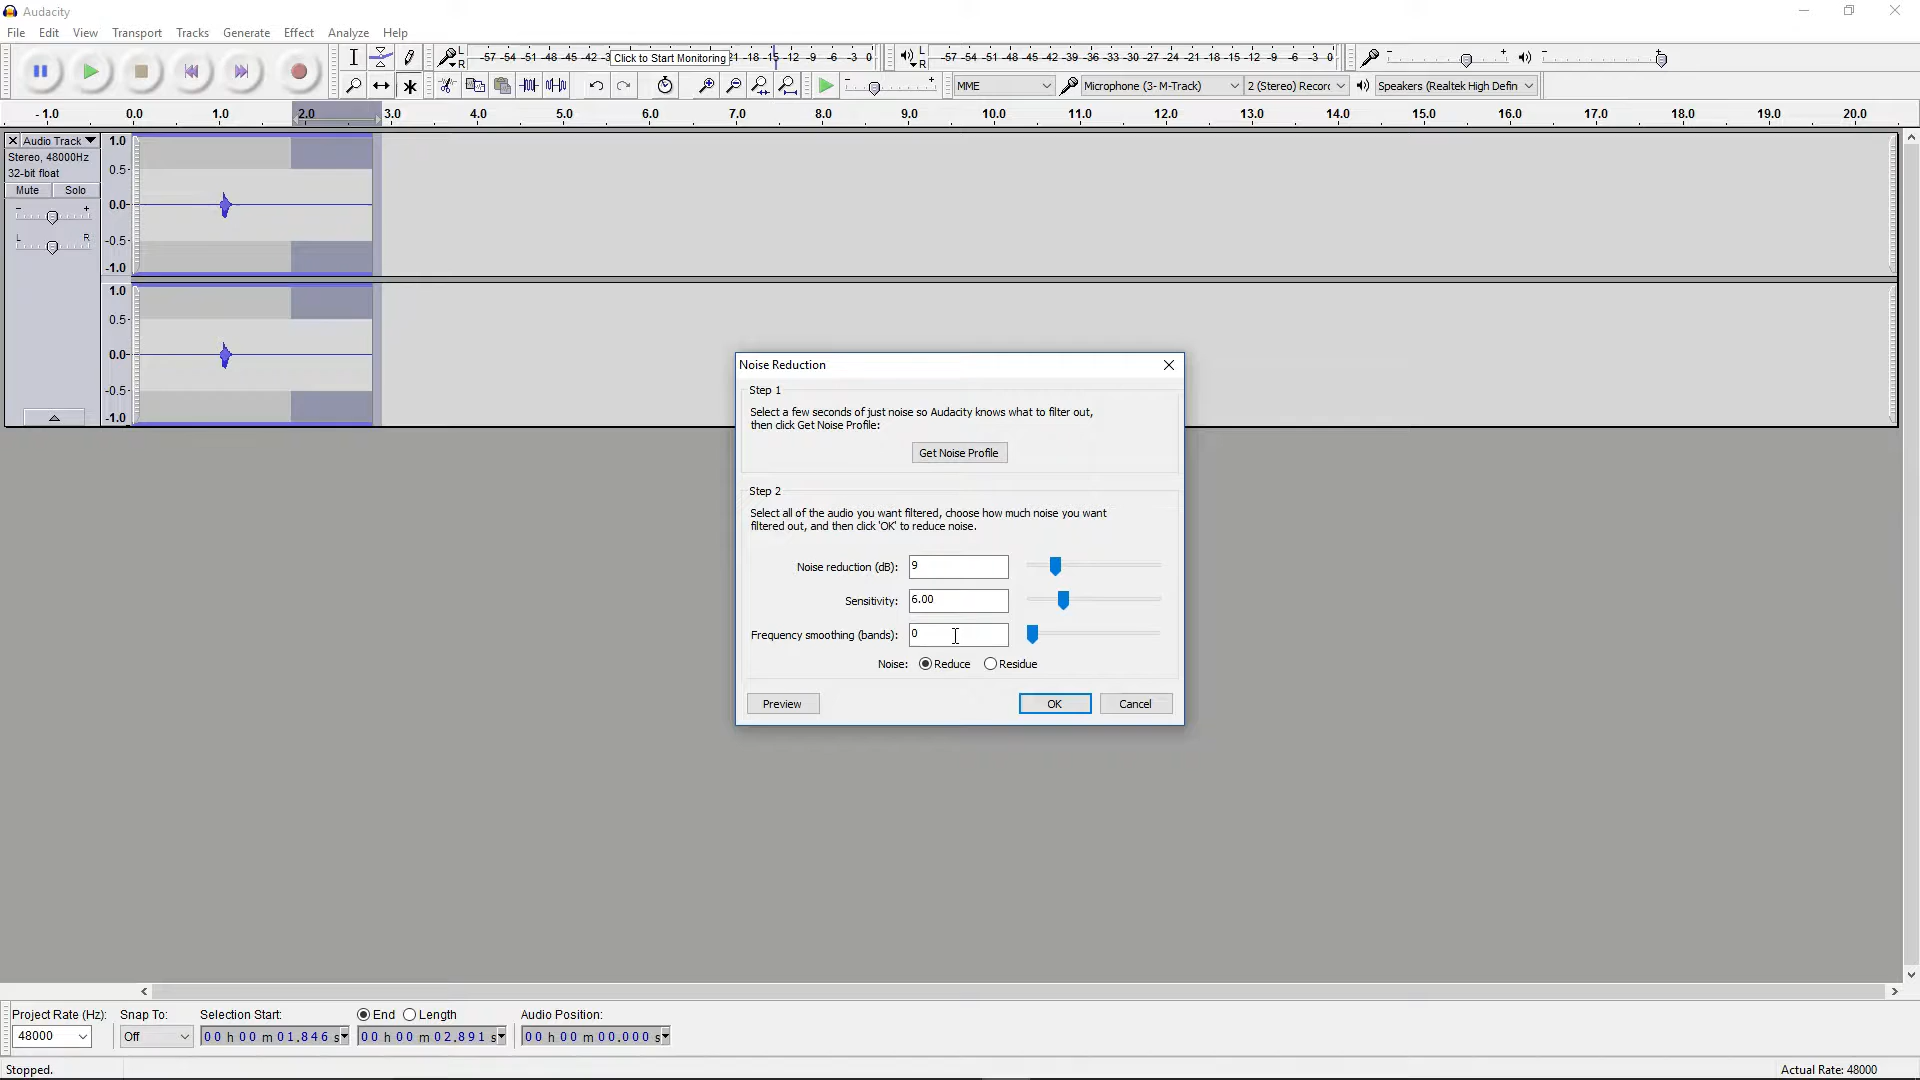 Audacity
File Edit View Transport Tracks Generate Effect Analyze Help
L R -57 -54 -51 -48 -45 -42 -3 Click to Start Monitoring 21 -18 -15 -12 -9 -6 -3 0 L R -57 -54 -51 -48 -45 -42 -39 -36 -33 -30 -27 -24 -21 -18 -15 -12 -9 -6 -3 0 - + - +
- + MME Microphone (3- M-Track) 2 (Stereo) Recorc Speakers (Realtek High Defin
-1.0 0.0 1.0 2.0 3.0 4.0 5.0 6.0 7.0 8.0 9.0 10.0 11.0 12.0 13.0 14.0 15.0 16.0 17.0 18.0 19.0 20.0
Audio Track 1.0
Stereo, 48000Hz
0.5
32-bit float
Mute Solo
- + 0.0
L R -0.5
-1.0
1.0
0.5
0.0
-0.5
-1.0
Noise Reduction
Step 1
Select a few seconds of just noise so Audacity knows what to filter out,
then click Get Noise Profile:
Get Noise Profile
Step 2
Select all of the audio you want filtered, choose how much noise you want
filtered out, and then click 'OK' to reduce noise.
Noise reduction (dB): 9
Sensitivity: 6.00
Frequency smoothing (bands): 0
Noise: Reduce Residue
Preview OK Cancel
Project Rate (Hz): Snap To: Selection Start: End Length Audio Position:
48000 Off 00 h 00 m 01.846 s 00 h 00 m 02.891 s 00 h 00 m 00.000 s
Stopped. Actual Rate: 48000